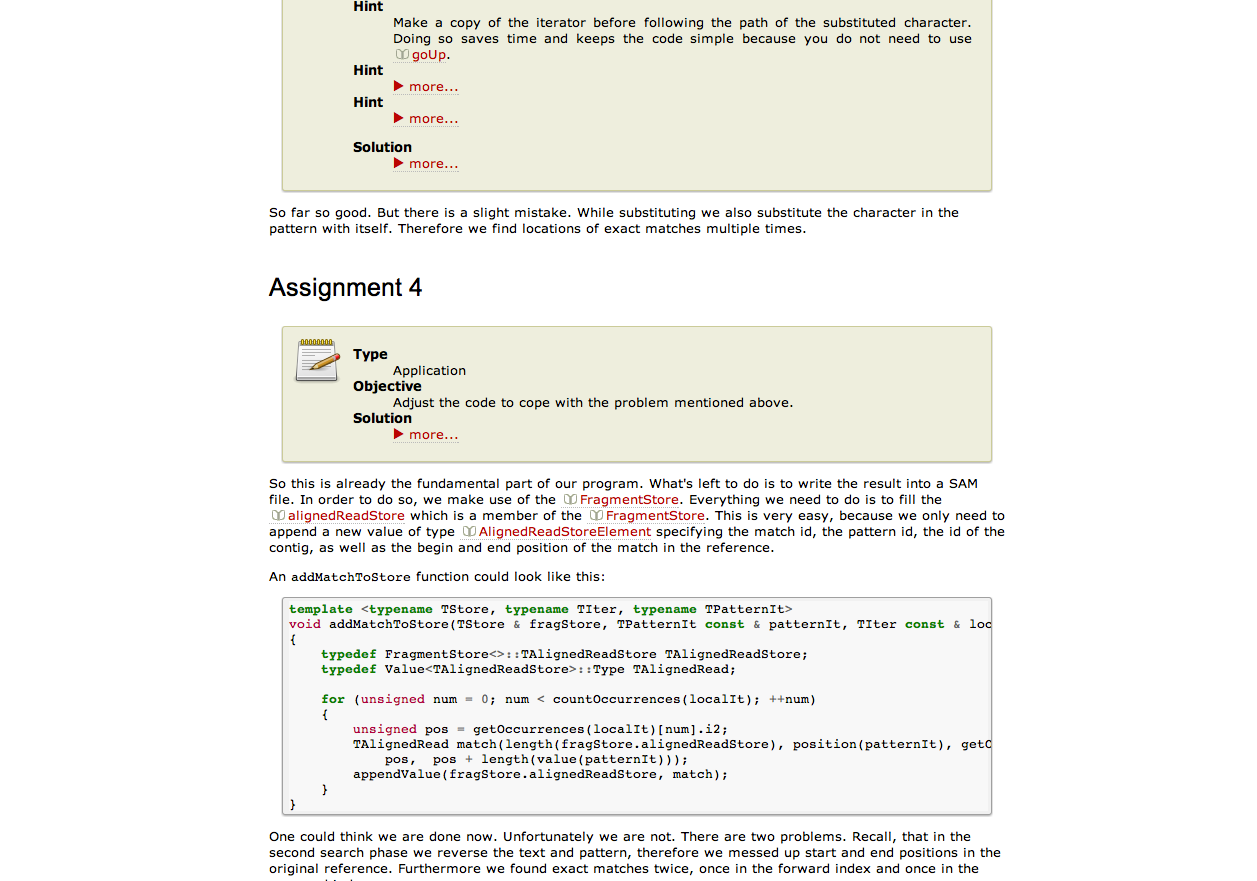 Hint
Make a copy of the iterator before following the path of the substituted character.
Doing so saves time and keeps the code simple because you do not need to use
goUp.
Hint
more...
Hint
more...
Solution
more...
So far so good. But there is a slight mistake. While substituting we also substitute the character in the
pattern with itself. Therefore we find locations of exact matches multiple times.
Assignment 4
Type
Application
Objective
Adjust the code to cope with the problem mentioned above.
Solution
more...
So this is already the fundamental part of our program. What's left to do is to write the result into a SAM
file. In order to do so, we make use of the FragmentStore. Everything we need to do is to fill the
alignedReadStore which is a member of the FragmentStore. This is very easy, because we only need to
append a new value of type AlignedReadStoreElement specifying the match id, the pattern id, the id of the
contig, as well as the begin and end position of the match in the reference.
An addMatchToStore function could look like this:
template <typename TStore, typename TIter, typename TPatternIt>
void addMatchToStore(TStore & fragStore, TPatternIt const & patternIt, TIter const & loc
{
typedef FragmentStore<>::TAlignedReadStore TAlignedReadStore;
typedef Value<TAlignedReadStore>::Type TAlignedRead;
for (unsigned num = 0; num < countOccurrences(localIt); ++num)
{
unsigned pos = getOccurrences(localIt)[num].i2;
TAlignedRead match(length(fragStore.alignedReadStore), position(patternIt), getO
pos,  pos + length(value(patternIt)));
appendValue(fragStore.alignedReadStore, match);
}
}
One could think we are done now. Unfortunately we are not. There are two problems. Recall, that in the
second search phase we reverse the text and pattern, therefore we messed up start and end positions in the
original reference. Furthermore we found exact matches twice, once in the forward index and once in the